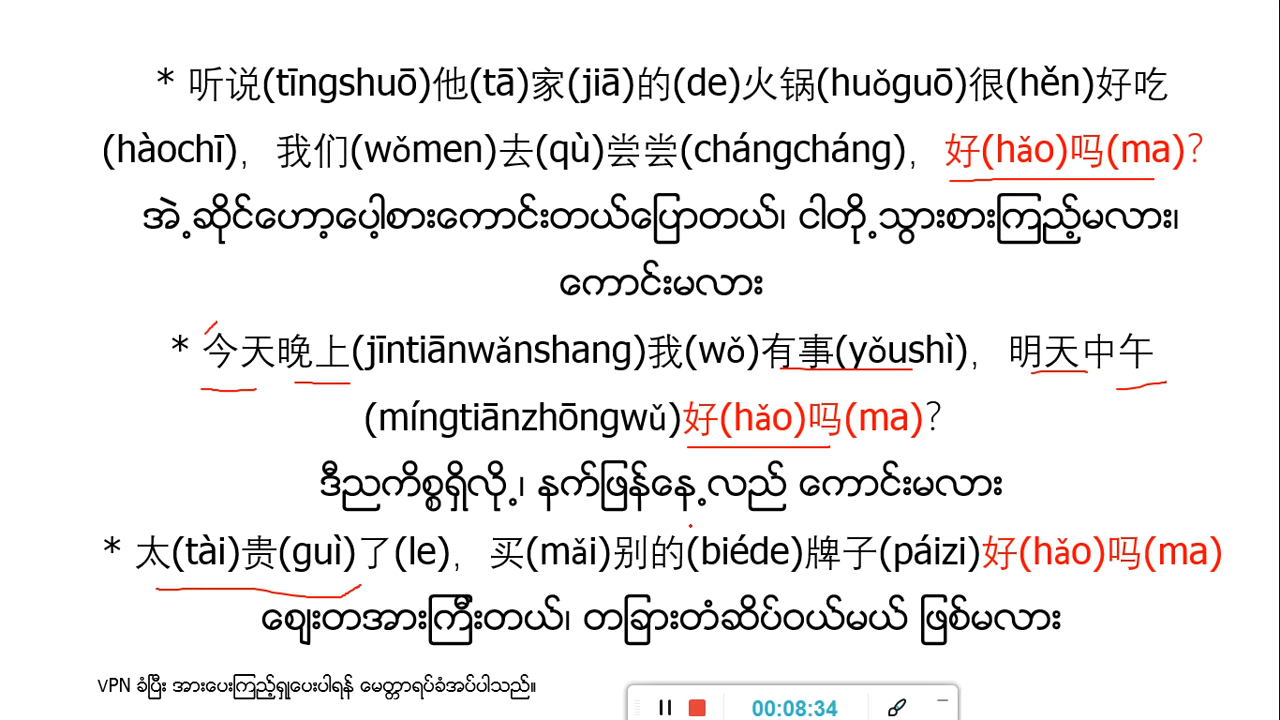 * 听说(tīngshuō)他(tā)家(jiā)的(de)火锅(huǒguō)很(hěn)好吃
(hàochī)，我们(wǒmen)去(qù)尝尝(chángcháng)，好(hǎo)吗(ma)?
အဲ့ဆိုင်ဟော့ပေါ့စားကောင်းတယ်ပြောတယ်၊ ငါတို့သွားစားကြည့်မလား၊
ကောင်းမလား
* 今天晚上(jīntiānwǎnshang)我(wǒ)有事(yǒushì)，明天中午
(míngtiānzhōngwǔ)好(hǎo)吗(ma)?
ဒီညကိစ္စရှိလို့၊ နက်ဖြန်နေ့လည် ကောင်းမလား
* 太(tài)贵(guì)了(le)，买(mǎi)别的(biéde)牌子(páizi)好(hǎo)吗(ma)
ဈေးတအားကြီးတယ်၊ တခြားတံဆိပ်ဝယ်မယ် ဖြစ်မလား
VPN ခံပြီး အားပေးကြည့်ရှုပေးပါရန် မေတ္တာရပ်ခံအပ်ပါသည်။
00:08:34